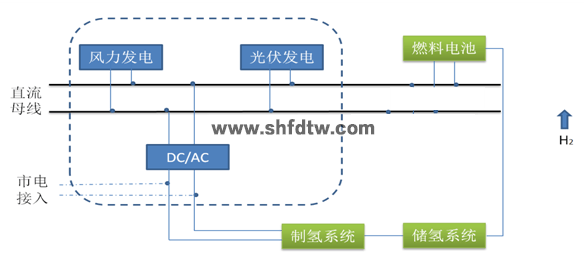 风力发电
光伏发电
燃料电池
直流
母线
www.shfdtw.com
H₂
DC/AC
市电
接入
制氢系统
储氢系统